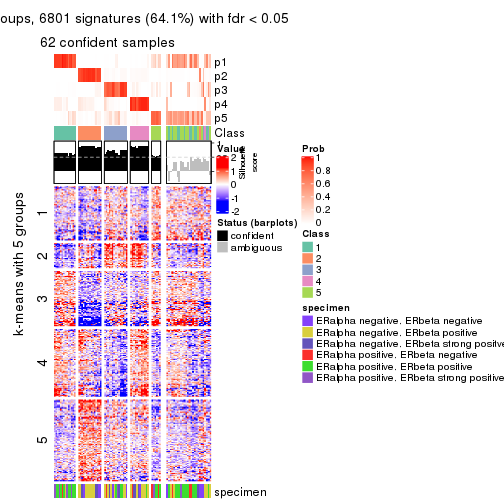 oups, 6801 signatures (64.1%) with fdr < 0.05
62 confident samples
p1
p2
p3
p4
p5
Class
1
2
3
4
5
k-means with 5 groups
specimen
Value
2
1
0
-1
-2
Silhouette
score
1
Status (barplots)
confident
ambiguous
Prob
1
0.8
0.6
0.4
0.2
0
Class
1
2
3
4
5
specimen
ERalpha negative. ERbeta negative
ERalpha negative. ERbeta positive
ERalpha negative. ERbeta strong positive
ERalpha positive. ERbeta negative
ERalpha positive. ERbeta positive
ERalpha positive. ERbeta strong positive